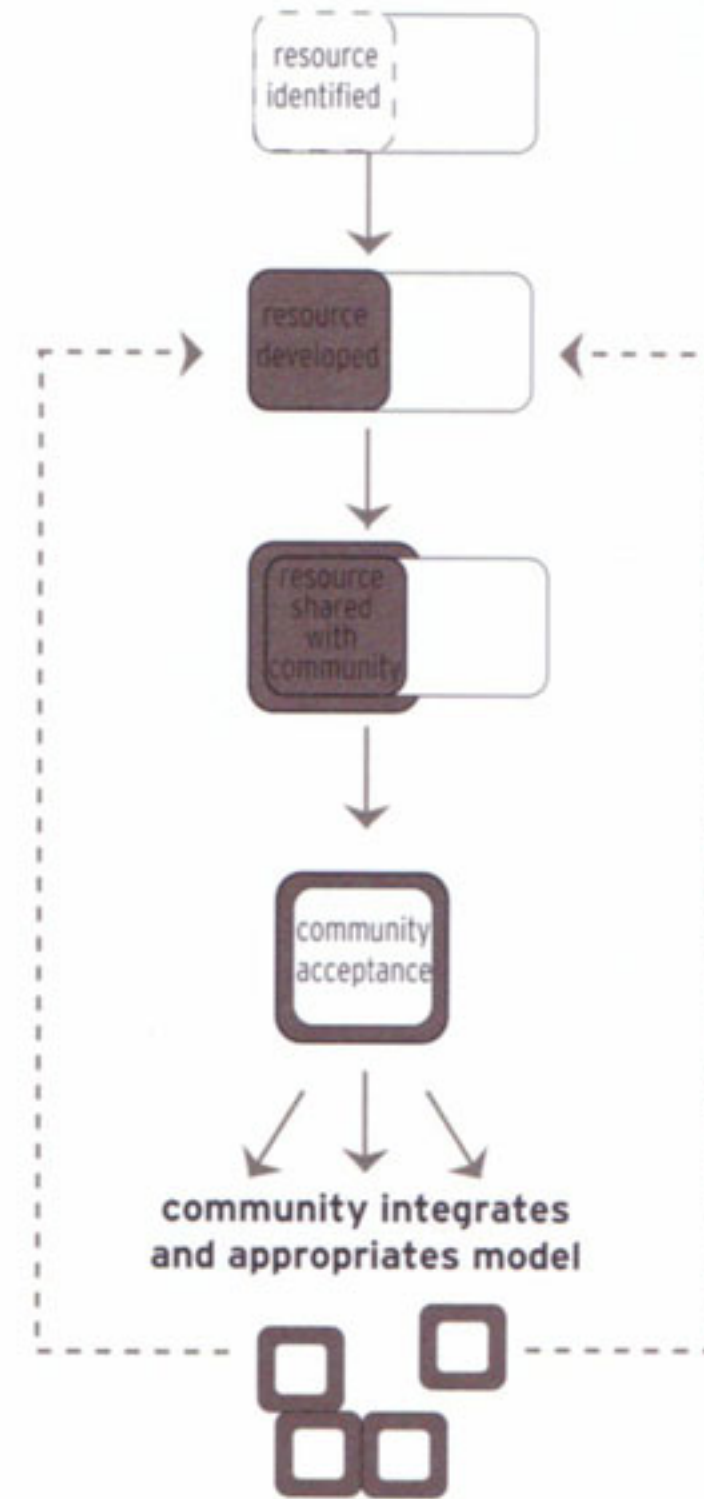 resource
identified
resource
developed
resource
shared
with
community
community
acceptance
community integrates
and appropriates model